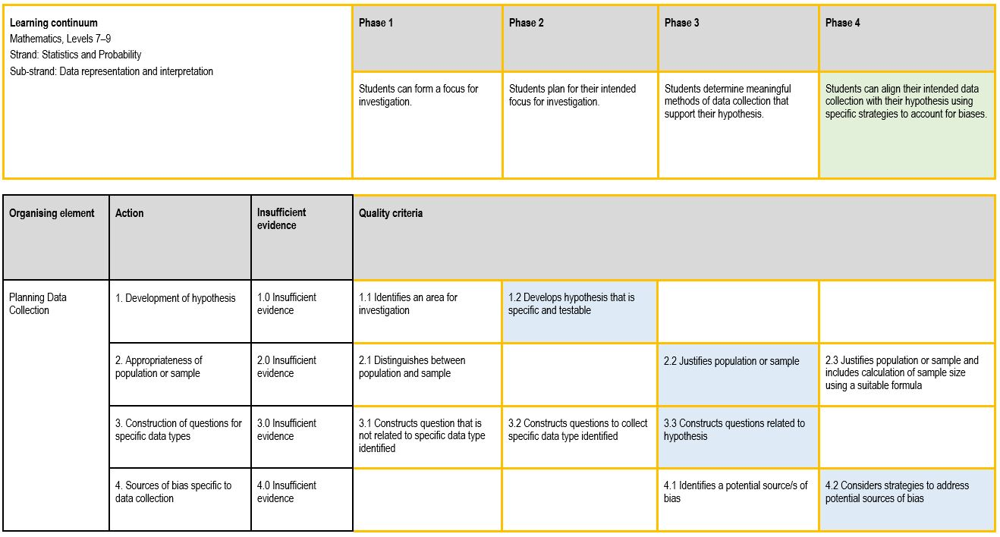 Learning continuum
Mathematics, Levels 7–9
Strand: Statistics and Probability
Sub-strand: Data representation and interpretation
Phase 1
Phase 2
Phase 3
Phase 4
Students can form a focus for
investigation.
Students plan for their intended
focus for investigation.
Students determine meaningful
methods of data collection that
support their hypothesis.
Students can align their intended data
collection with their hypothesis using
specific strategies to account for biases.
Organising element
Action
Insufficient
evidence
Quality criteria
Planning Data
Collection
1. Development of hypothesis
1.0 Insufficient
evidence
1.1 Identifies an area for
investigation
1.2 Develops hypothesis that is
specific and testable
2. Appropriateness of
population or sample
2.0 Insufficient
evidence
2.1 Distinguishes between
population and sample
2.2 Justifies population or sample
2.3 Justifies population or sample and
includes calculation of sample size
using a suitable formula
3. Construction of questions for
specific data types
3.0 Insufficient
evidence
3.1 Constructs question that is
not related to specific data type
identified
3.2 Constructs questions to collect
specific data type identified
3.3 Constructs questions related to
hypothesis
4. Sources of bias specific to
data collection
4.0 Insufficient
evidence
4.1 Identifies a potential source/s of
bias
4.2 Considers strategies to address
potential sources of bias